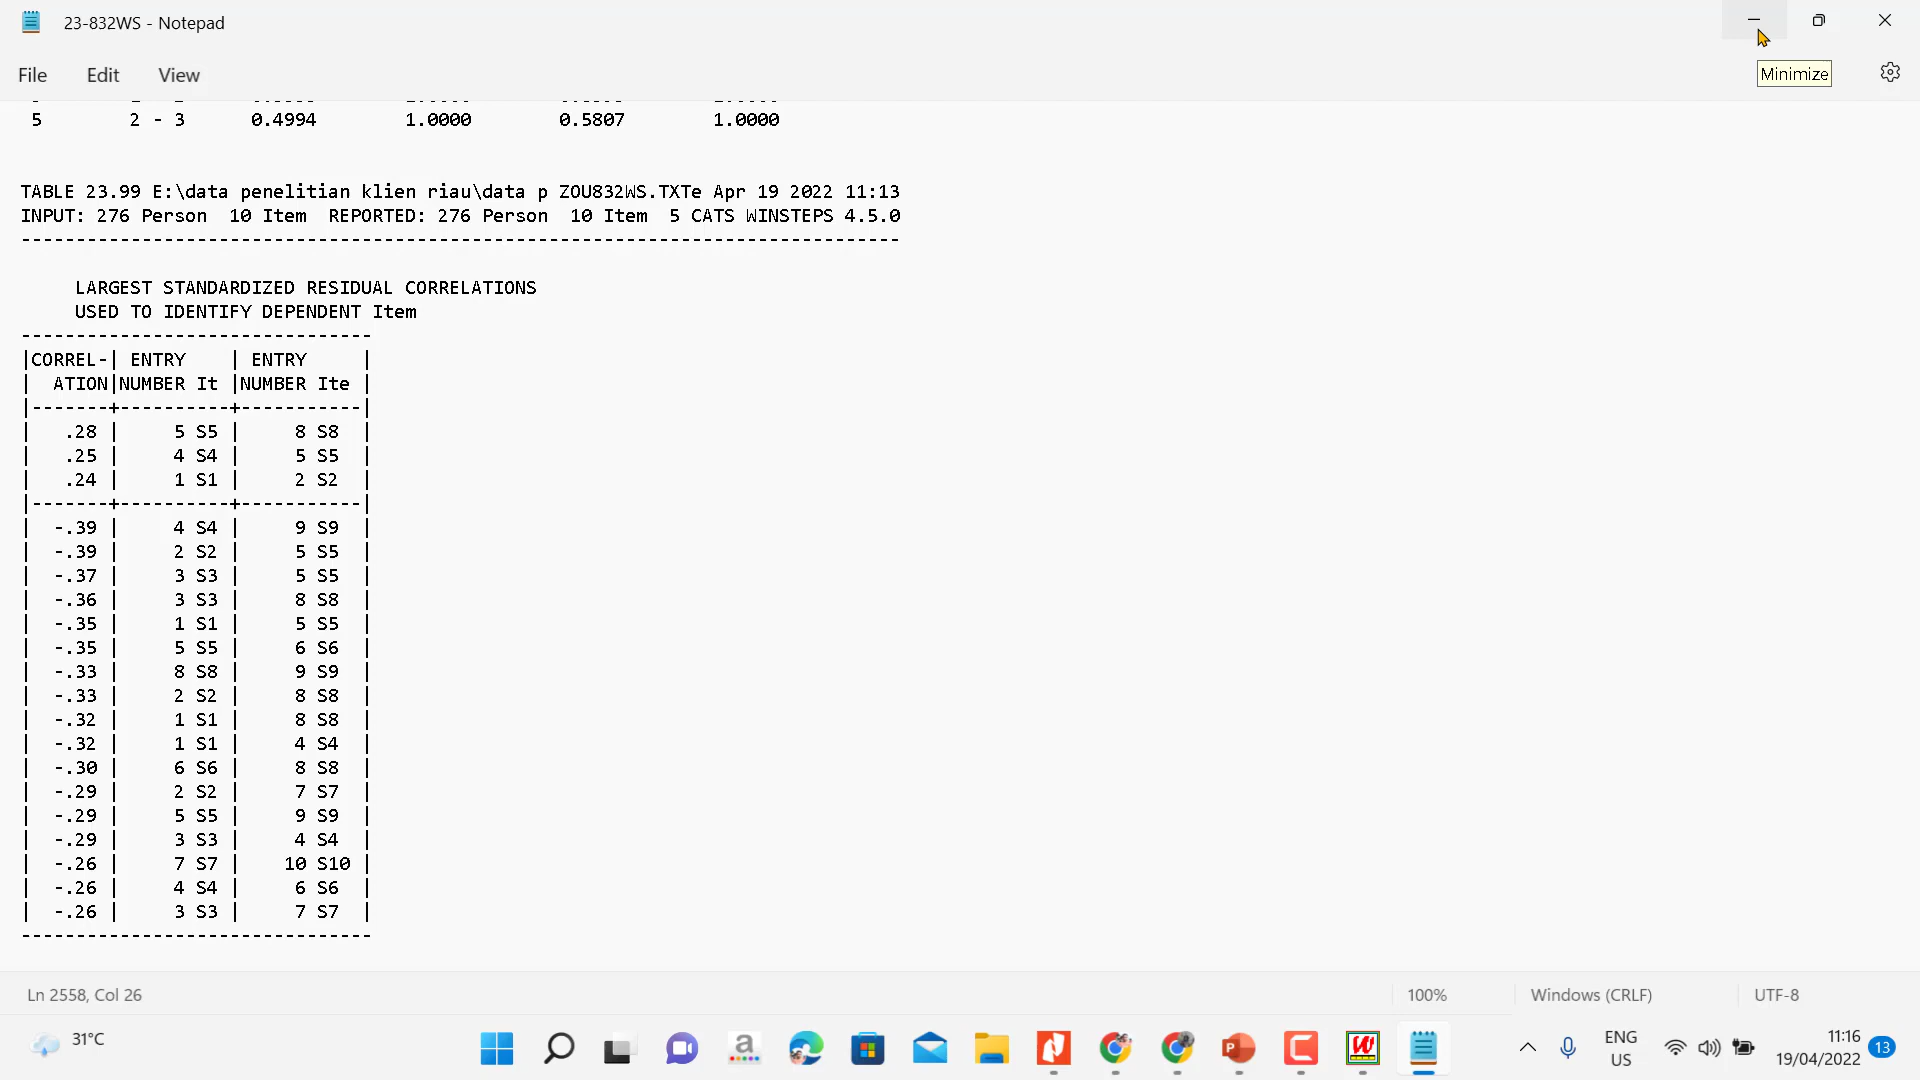 23-832WS - Notepad
Minimize
File Edit View
5 2 - 3 0.4994 1.0000 0.5807 1.0000
TABLE 23.99 E:\data penelitian klien riau\data p ZOU832WS.TXTe Apr 19 2022 11:13
INPUT: 276 Person 10 Item REPORTED: 276 Person 10 Item 5 CATS WINSTEPS 4.5.0
--------------------------------------------------------------------------------
LARGEST STANDARDIZED RESIDUAL CORRELATIONS
USED TO IDENTIFY DEPENDENT Item
--------------------------------
|CORREL-| ENTRY | ENTRY |
| ATION|NUMBER It |NUMBER Ite |
|-------+----------+-----------|
| .28 | 5 S5 | 8 S8 |
| .25 | 4 S4 | 5 S5 |
| .24 | 1 S1 | 2 S2 |
|-------+----------+-----------|
| -.39 | 4 S4 | 9 S9 |
| -.39 | 2 S2 | 5 S5 |
| -.37 | 3 S3 | 5 S5 |
| -.36 | 3 S3 | 8 S8 |
| -.35 | 1 S1 | 5 S5 |
| -.35 | 5 S5 | 6 S6 |
| -.33 | 8 S8 | 9 S9 |
| -.33 | 2 S2 | 8 S8 |
| -.32 | 1 S1 | 8 S8 |
| -.32 | 1 S1 | 4 S4 |
| -.30 | 6 S6 | 8 S8 |
| -.29 | 2 S2 | 7 S7 |
| -.29 | 5 S5 | 9 S9 |
| -.29 | 3 S3 | 4 S4 |
| -.26 | 7 S7 | 10 S10 |
| -.26 | 4 S4 | 6 S6 |
| -.26 | 3 S3 | 7 S7 |
--------------------------------
Ln 2558, Col 26 100% Windows (CRLF) UTF-8
31°C
a
P
W
ENG
US
11:16
19/04/2022
13